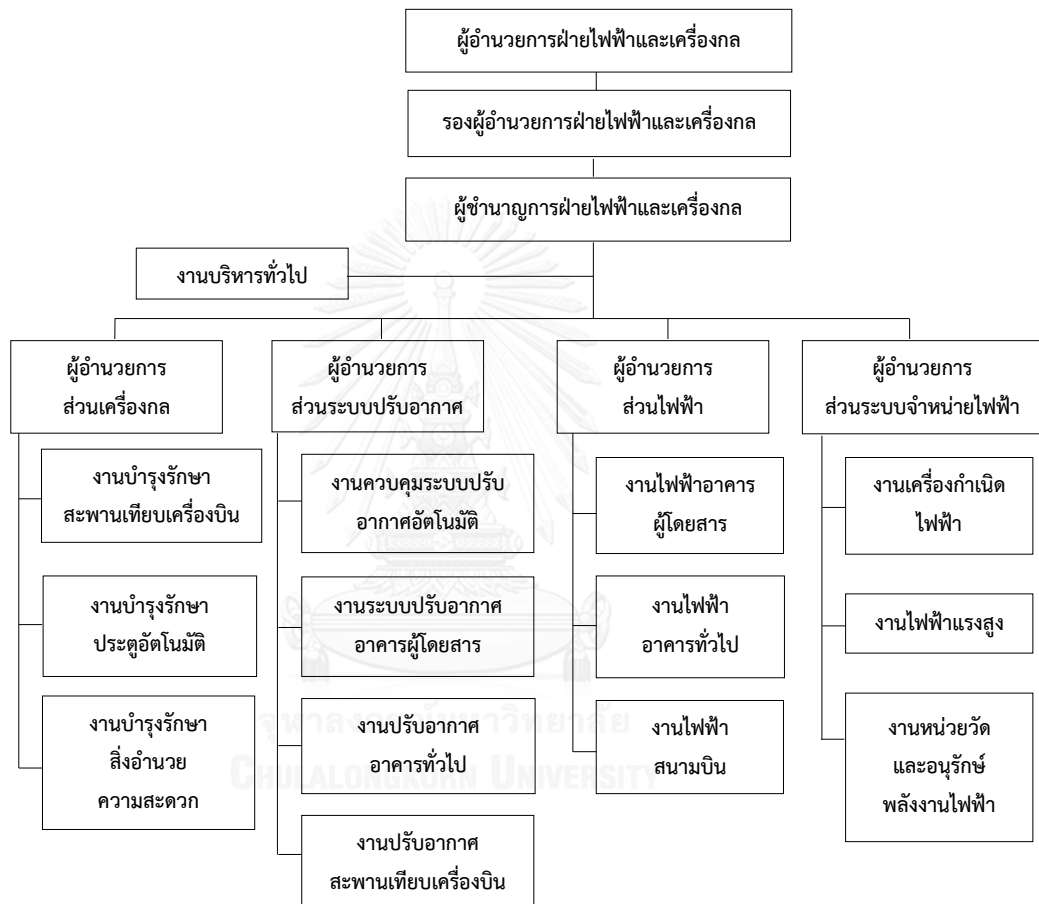 ผู้อำนวยการฝ่ายไฟฟ้าและเครื่องกล
รองผู้อำนวยการฝ่ายไฟฟ้าและเครื่องกล
ผู้ชำนาญการฝ่ายไฟฟ้าและเครื่องกล
งานบริหารทั่วไป
ผู้อำนวยการ
ส่วนเครื่องกล
งานบำรุงรักษา
สะพานเทียบเครื่องบิน
งานบำรุงรักษา
ประตูอัตโนมัติ
งานบำรุงรักษา
สิ่งอำนวย
ความสะดวก
ผู้อำนวยการ
ส่วนระบบปรับอากาศ
งานควบคุมระบบปรับ
อากาศอัตโนมัติ
งานระบบปรับอากาศ
อาคารผู้โดยสาร
งานปรับอากาศ
อาคารทั่วไป
งานปรับอากาศ
สะพานเทียบเครื่องบิน
ผู้อำนวยการ
ส่วนไฟฟ้า
งานไฟฟ้าอาคาร
ผู้โดยสาร
งานไฟฟ้า
อาคารทั่วไป
งานไฟฟ้า
สนามบิน
ผู้อำนวยการ
ส่วนระบบจำหน่ายไฟฟ้า
งานเครื่องกำเนิด
ไฟฟ้า
งานไฟฟ้าแรงสูง
งานหน่วยวัด
และอนุรักษ์
พลังงานไฟฟ้า
จุฬาลงกรณ์มหาวิทยาลัย
CHULALONGKORN UNIVERSITY